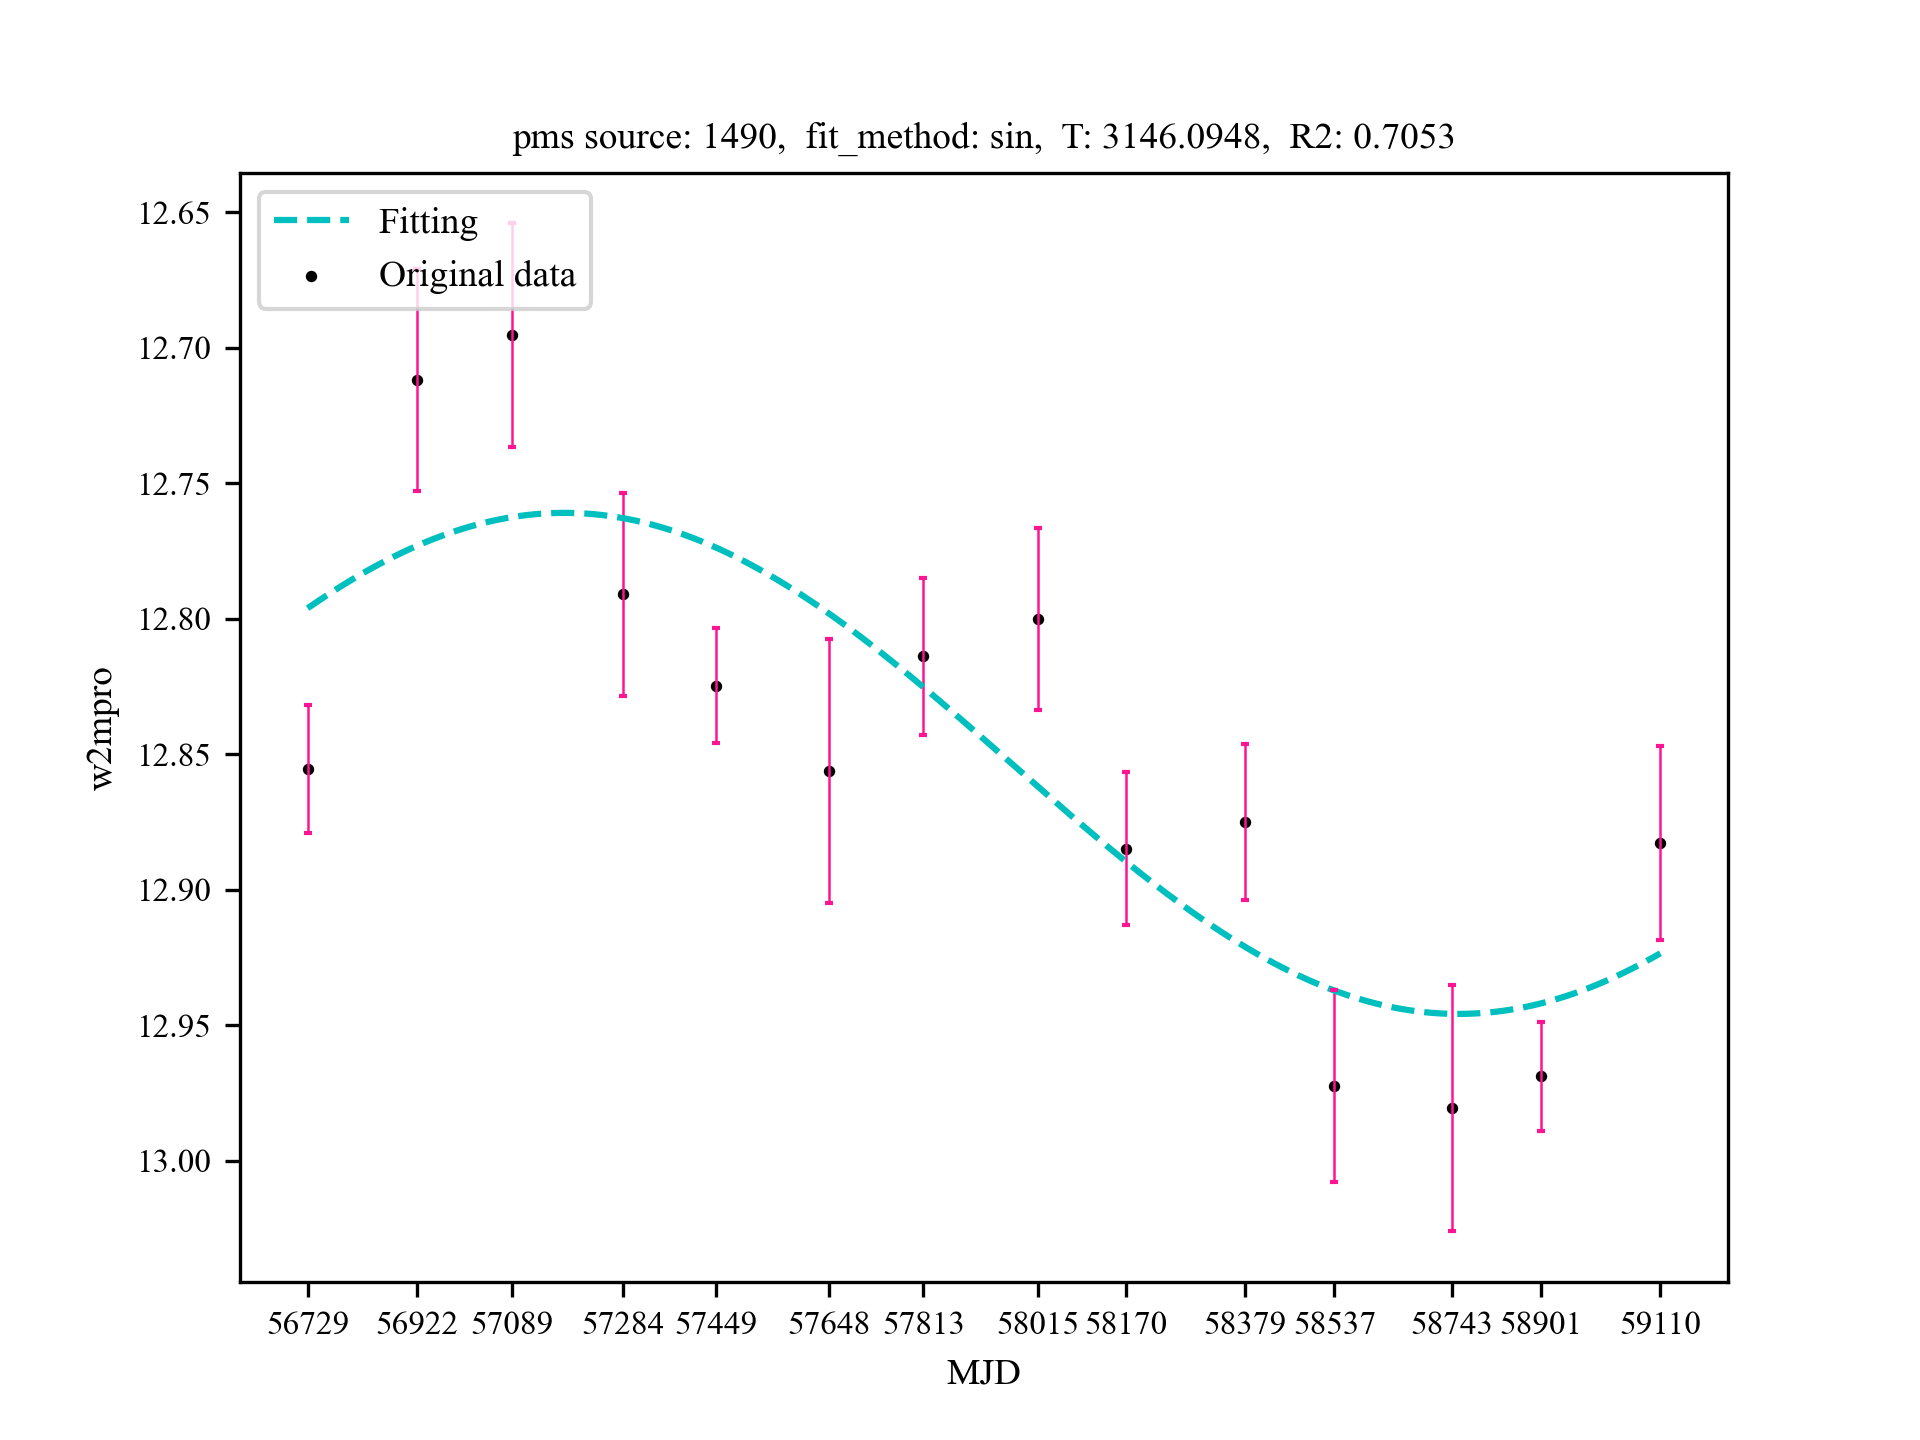 pms source: 1490,  fit_method: sin,  T: 3146.0948,  R2: 0.7053
Fitting
Original data
12.65
12.70
12.75
12.80
12.85
12.90
12.95
13.00
w2mpro
56729 56922 57089 57284 57449 57648 57813 58015 58170 58379 58537 58743 58901 59110
MJD